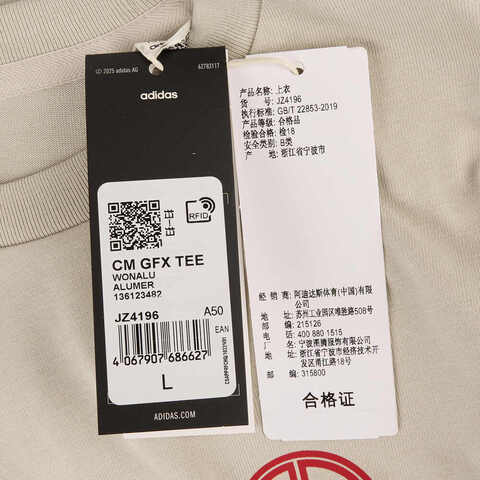 © 2025 adidas AG
62782117
adidas
扫一扫
RFID
CM GFX TEE
WONALU
ALUMER
136123482
JZ4196
A50
EAN
4 067907 686627
L
ADIDAS.COM
产品名称: 上衣
货 号: JZ4196
执行标准: GB/T 22853-2019
产品等级: 合格品
检验合格: 检18
安全类别: B类
产 地: 浙江省宁波市
经 销 商: 阿迪达斯体育(中国)有限
公司
地 址: 苏州工业园区唯胜路508号
邮 编: 215126
电 话: 400 880 1515
厂 名: 宁波甬腾服饰有限公司
地 址: 浙江省宁波市经济技术开
发区甬江路18号
邮 编: 315800
合格证